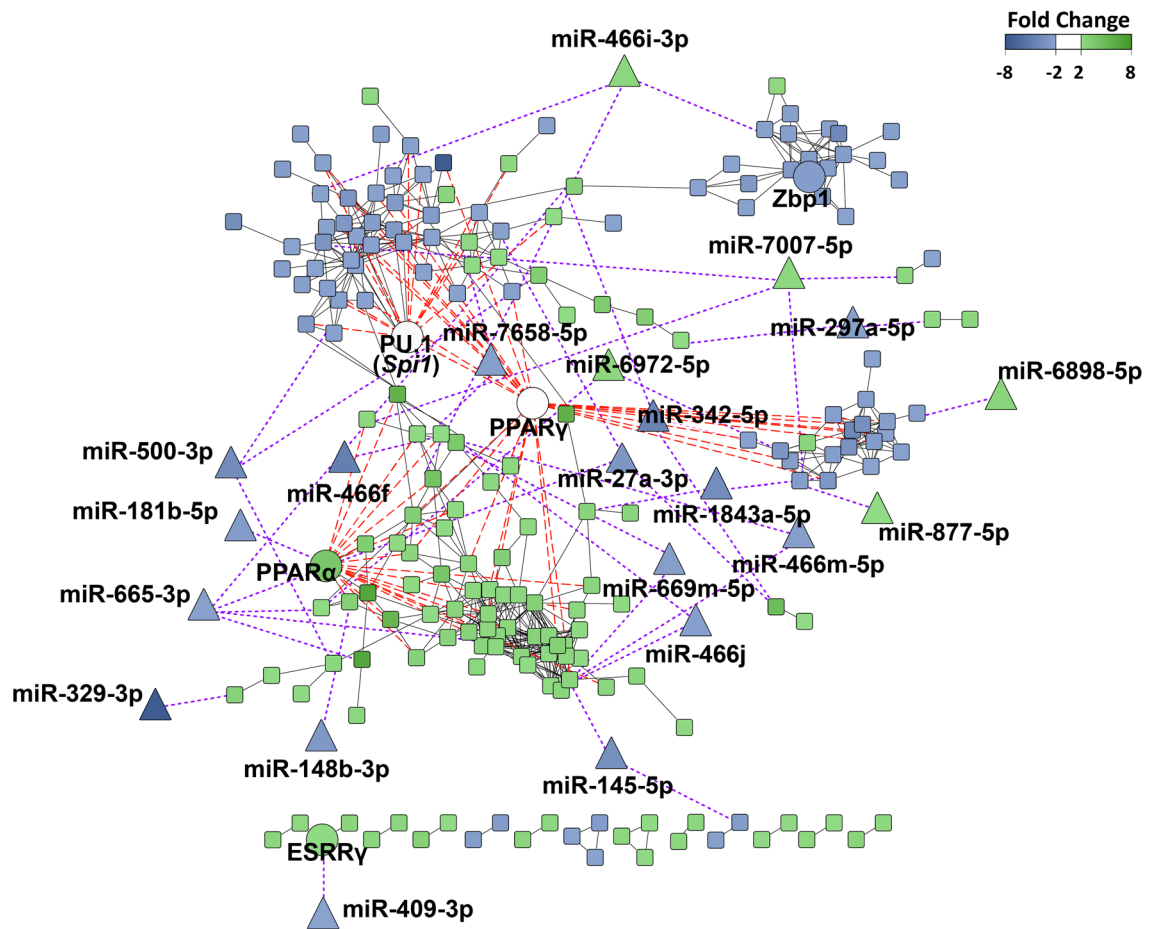 Fold Change
-8 -2 2 8
miR-466i-3p
Zbp1
miR-7007-5p
miR-297a-5p
miR-7658-5p
PU.1
(Spi1)
miR-6972-5p
miR-6898-5p
miR-342-5p
PPARγ
miR-500-3p
miR-466f
miR-27a-3p
miR-181b-5p
miR-1843a-5p
miR-877-5p
miR-466m-5p
PPARα
miR-669m-5p
miR-665-3p
miR-466j
miR-329-3p
miR-148b-3p
miR-145-5p
ESRRγ
miR-409-3p